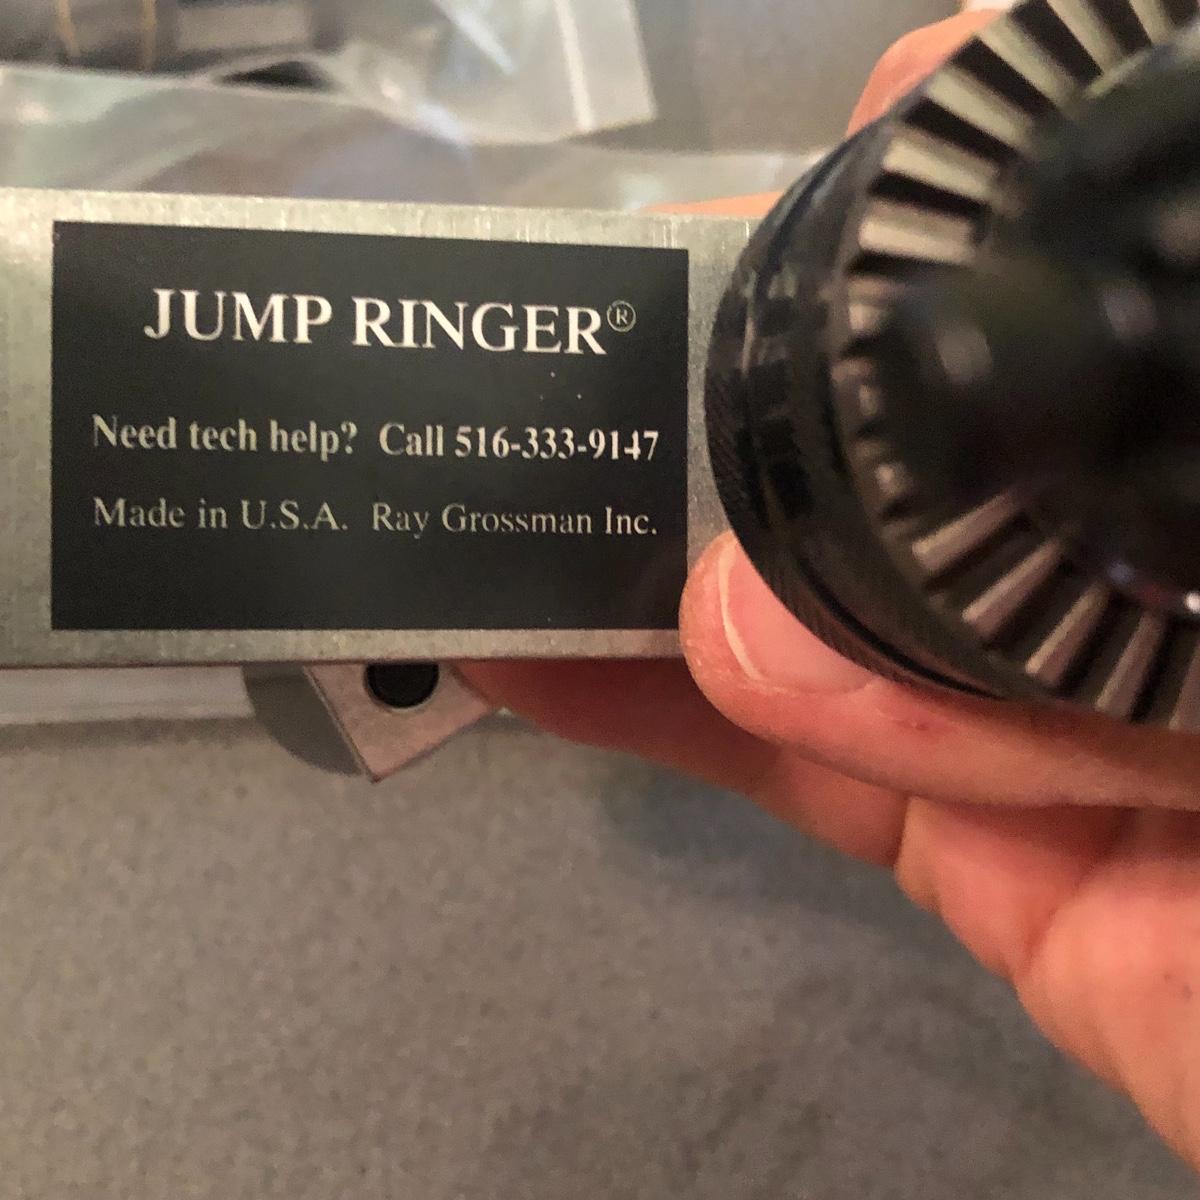 JUMP RINGER®
Need tech help? Call 516-333-9147
Made in U.S.A. Ray Grossman Inc.